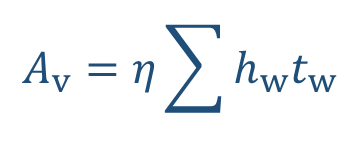 A_v = η ∑ h_w t_w